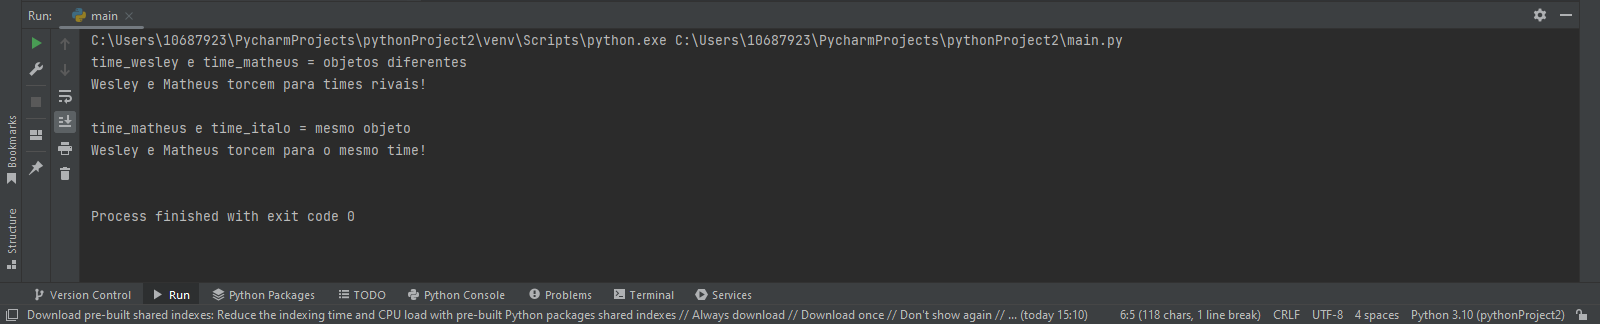 Run: main
C:\Users\10687923\PycharmProjects\pythonProject2\venv\Scripts\python.exe C:\Users\10687923\PycharmProjects\pythonProject2\main.py
time_wesley e time_matheus = objetos diferentes
Wesley e Matheus torcem para times rivais!
time_matheus e time_italo = mesmo objeto
Wesley e Matheus torcem para o mesmo time!
Process finished with exit code 0
Bookmarks
Structure
Version Control Run Python Packages TODO Python Console Problems Terminal Services
Download pre-built shared indexes: Reduce the indexing time and CPU load with pre-built Python packages shared indexes // Always download // Download once // Don't show again // ... (today 15:10) 6:5 (118 chars, 1 line break) CRLF UTF-8 4 spaces Python 3.10 (pythonProject2)